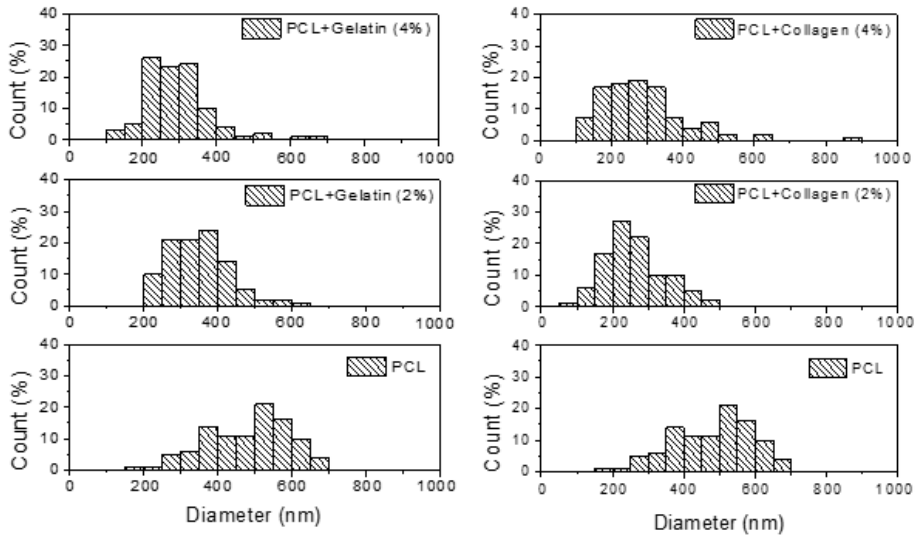 PCL+Gelatin (4%)
Count (%)
40
30
20
10
0
0 200 400 600 800 1000
PCL+Collagen (4%)
Count (%)
40
30
20
10
0
0 200 400 600 800 1000
PCL+Gelatin (2%)
Count (%)
40
30
20
10
0
0 200 400 600 800 1000
PCL+Collagen (2%)
Count (%)
40
30
20
10
0
0 200 400 600 800 1000
PCL
Count (%)
40
30
20
10
0
0 200 400 600 800 1000
Diameter (nm)
PCL
Count (%)
40
30
20
10
0
0 200 400 600 800 1000
Diameter (nm)